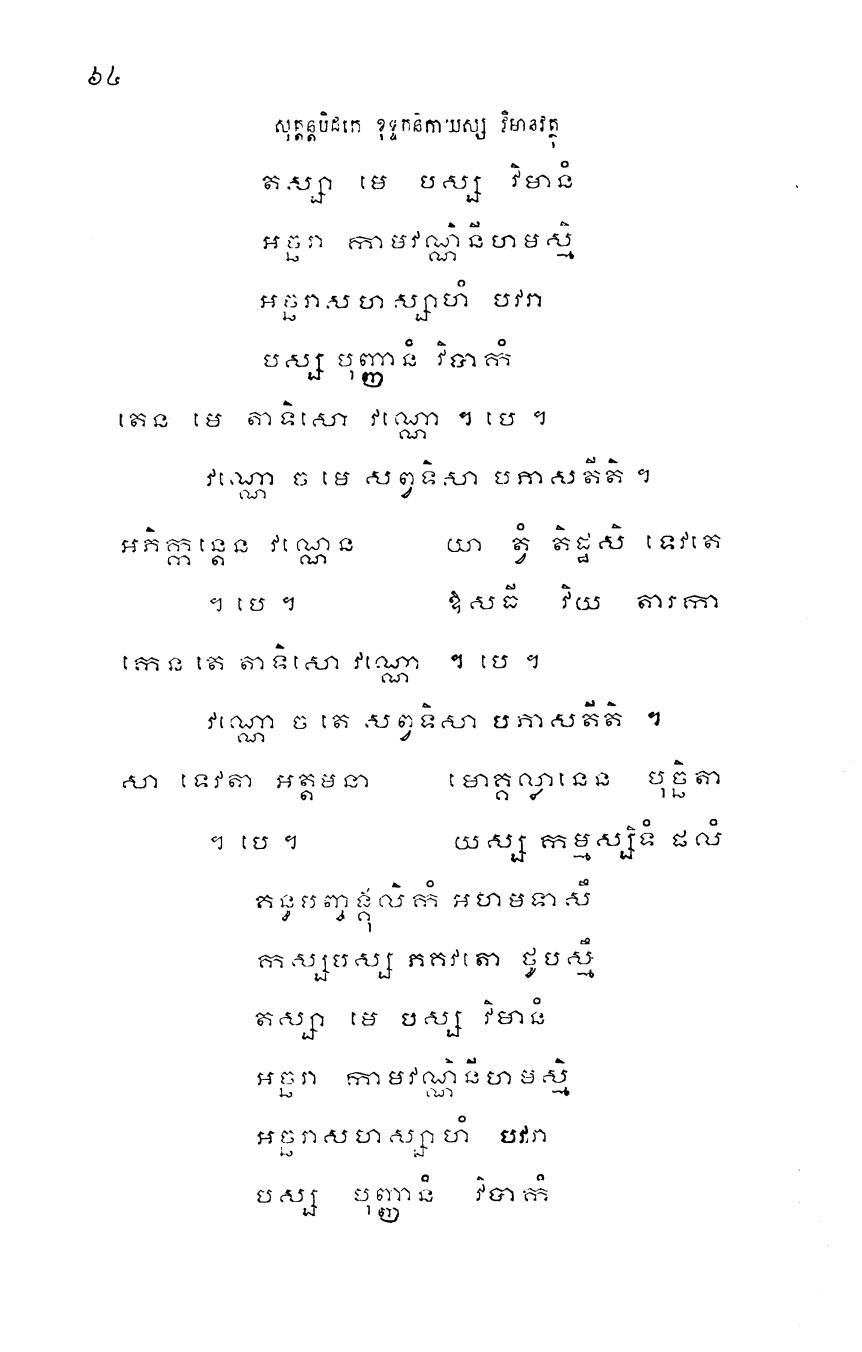 ៦៤
សុត្តន្តបិដកេ ខុទ្ទកនិកាយស្ស វិមានវត្ថុ
តស្សា មេ បស្ស វិមានំ
អច្ឆរា កាមវណ្ណិនីហមស្មិ
អច្ឆរាសហស្សាហំ បវរា
បស្ស បុញ្ញានំ វិបាកំ
តេន មេ តាទិសោ វណ្ណោ ។ បេ ។
វណ្ណោ ច មេ សព្វទិសា បភាសតីតិ ។
អភិក្កន្តេន វណ្ណេន យា ត្វំ តិដ្ឋសិ ទេវតេ
។ បេ ។ ឱសធី វិយ តារកា
កេន តេ តាទិសោ វណ្ណោ ។ បេ ។
វណ្ណោ ច តេ សព្វទិសា បភាសតីតិ ។
សា ទេវតា អត្តមនា មោគ្គល្លានេន បុច្ឆិតា
។ បេ ។ យស្ស កម្មស្សិទំ ផលំ
គន្ធបញ្ចង្គុលិកំ អហមទាសឹ
កស្សបស្ស ភគវតោ ថូបស្មឹ
តស្សា មេ បស្ស វិមានំ
អច្ឆរា កាមវណ្ណិនីហមស្មិ
អច្ឆរាសហស្សាហំ បវរា
បស្ស បុញ្ញានំ វិបាកំ